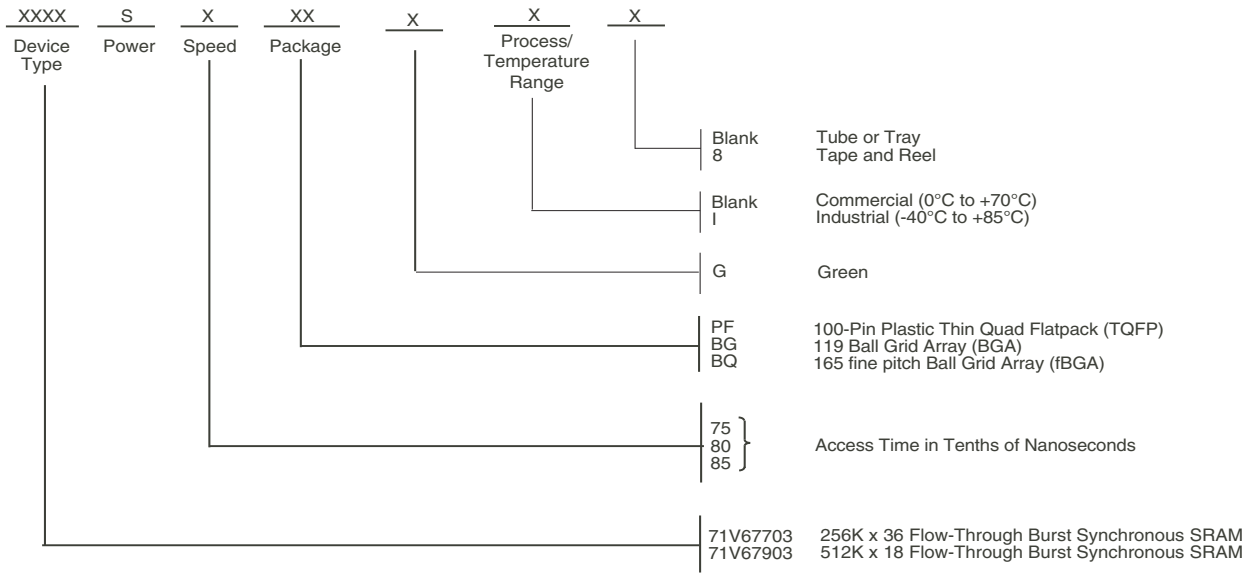 XXXX S X XX X X X
Device Type Power Speed Package Process/ Temperature Range
Blank Tube or Tray
8 Tape and Reel
Blank Commercial (0°C to +70°C)
I Industrial (-40°C to +85°C)
G Green
PF 100-Pin Plastic Thin Quad Flatpack (TQFP)
BG 119 Ball Grid Array (BGA)
BQ 165 fine pitch Ball Grid Array (fBGA)
75
80 Access Time in Tenths of Nanoseconds
85
71V67703 256K x 36 Flow-Through Burst Synchronous SRAM
71V67903 512K x 18 Flow-Through Burst Synchronous SRAM